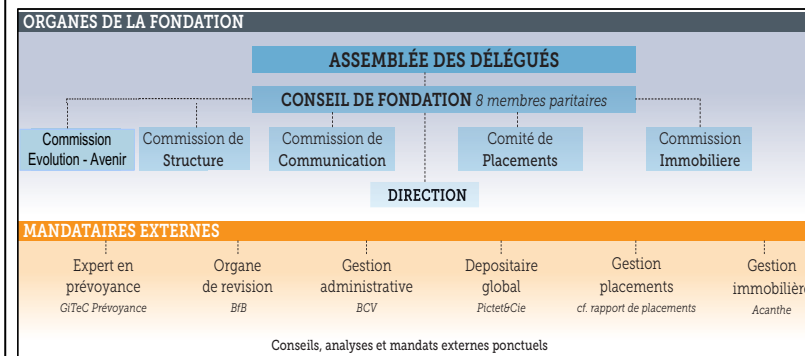 ORGANES DE LA FONDATION
ASSEMBLÉE DES DÉLÉGUÉS
CONSEIL DE FONDATION 8 membres paritaires
Commission
Evolution - Avenir
Commission de
Structure
Commission de
Communication
Comité de
Placements
Commission
Immobiliere
DIRECTION
MANDATAIRES EXTERNES
Expert en
prévoyance
GiTeC Prévoyance
Organe
de revision
BfB
Gestion
administrative
BCV
Depositaire
global
Pictet&Cie
Gestion
placements
cf. rapport de placements
Gestion
immobilière
Acanthe
Conseils, analyses et mandats externes ponctuels